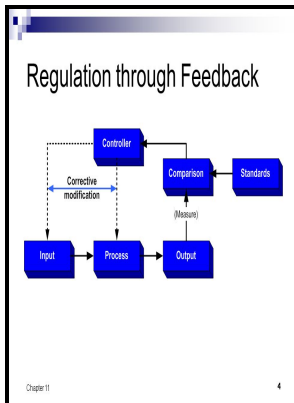 Regulation through Feedback
Controller
Comparison
Standards
Corrective
modification
(Measure)
Input
Process
Output
Chapter 11
4